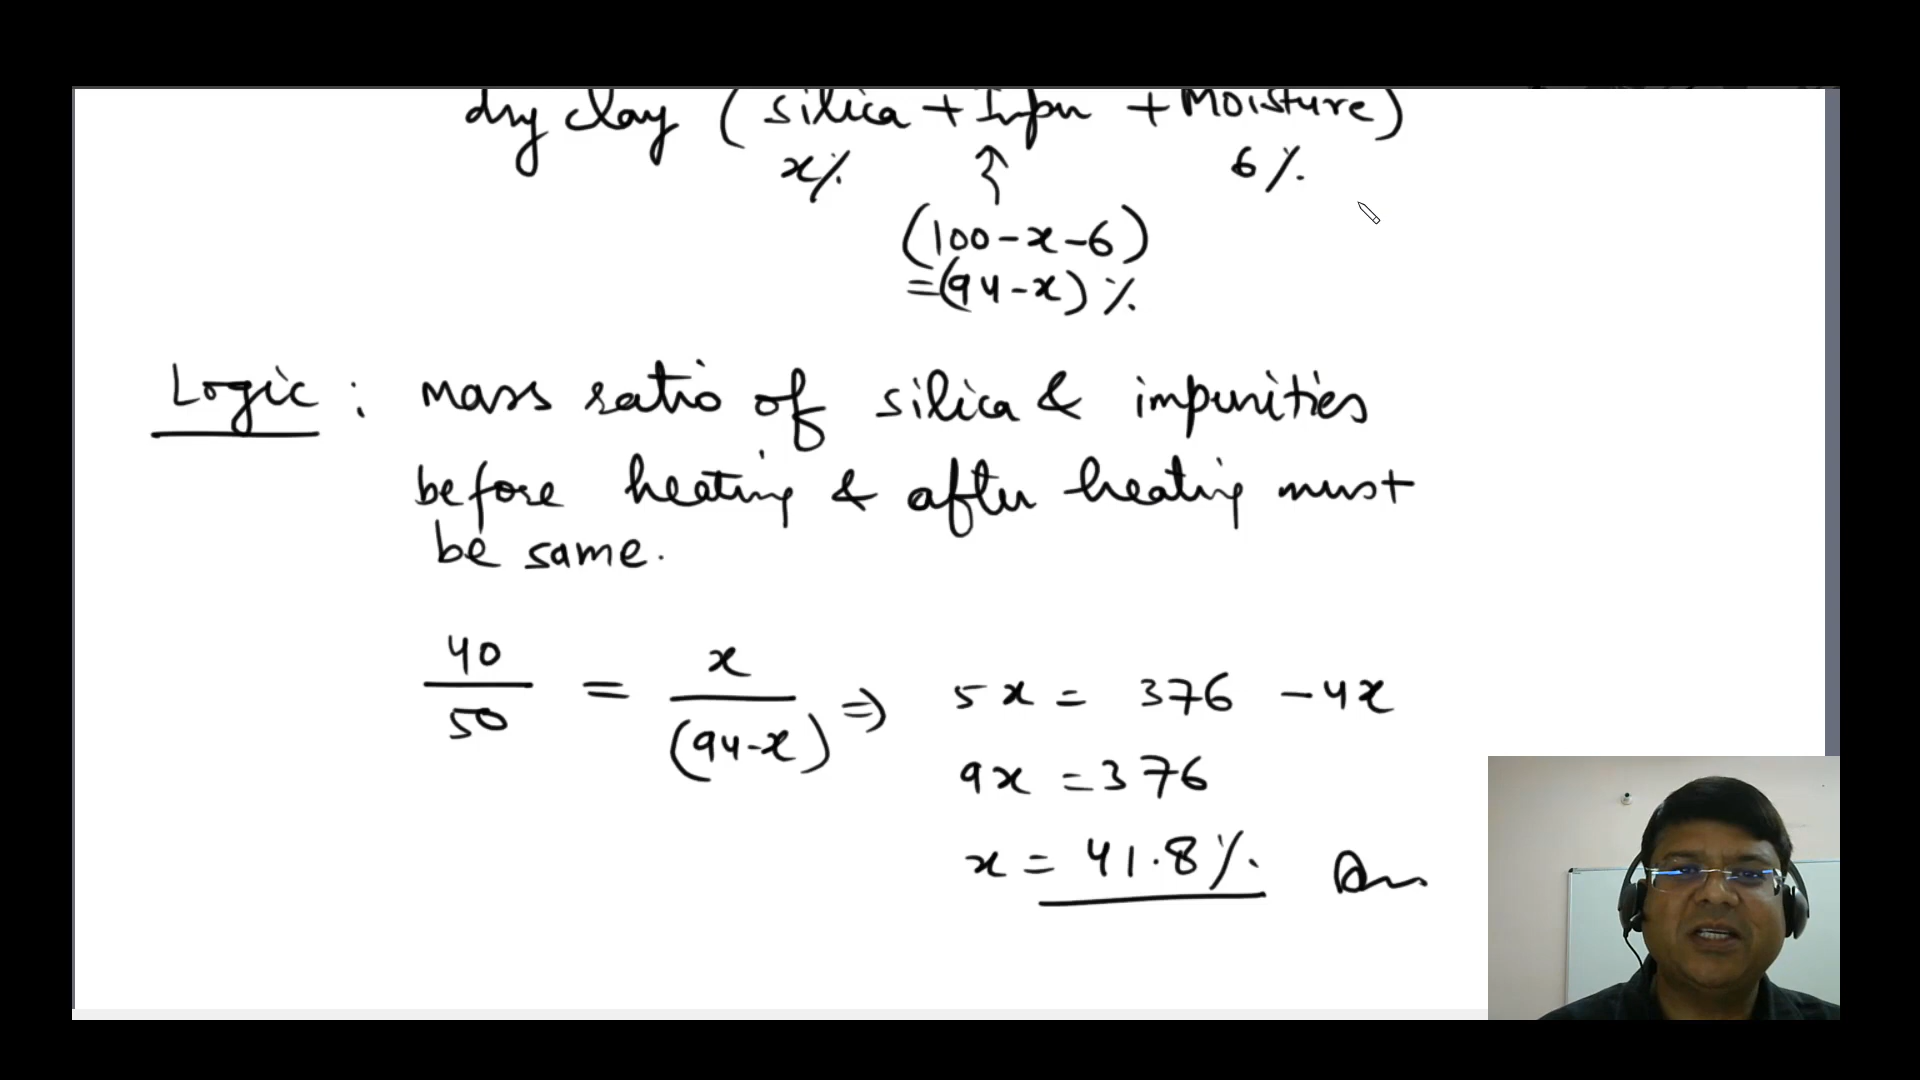 dry clay ( silica + Impu + Moisture )
x% 6%
(100-x-6)
=(94-x) %
Logic : mass ratio of silica & impurities
before heating & after heating must
be same.
40/50 = x/(94-x) ⇒ 5x = 376 -4x
9x = 376
x = 41.8% Ans